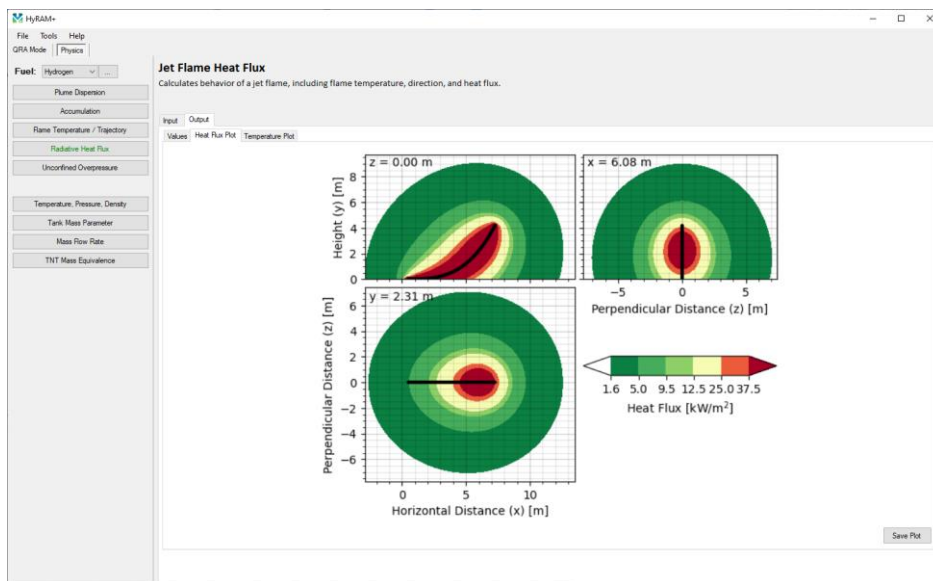 HyRAM+
File Tools Help
QRA Mode Physics
Fuel: Hydrogen ...
Plume Dispersion
Accumulation
Flame Temperature / Trajectory
Radiative Heat Flux
Unconfined Overpressure
Temperature, Pressure, Density
Tank Mass Parameter
Mass Flow Rate
TNT Mass Equivalence
Jet Flame Heat Flux
Calculates behavior of a jet flame, including flame temperature, direction, and heat flux.
Input Output
Values Heat Flux Plot Temperature Plot
z = 0.00 m
8
6
4
2
0
Height (y) [m]
x = 6.08 m
−5 0 5
Perpendicular Distance (z) [m]
y = 2.31 m
6
4
2
0
−2
−4
−6
Perpendicular Distance (z) [m]
0 5 10
Horizontal Distance (x) [m]
1.6 5.0 9.5 12.5 25.0 37.5
Heat Flux [kW/m²]
Save Plot